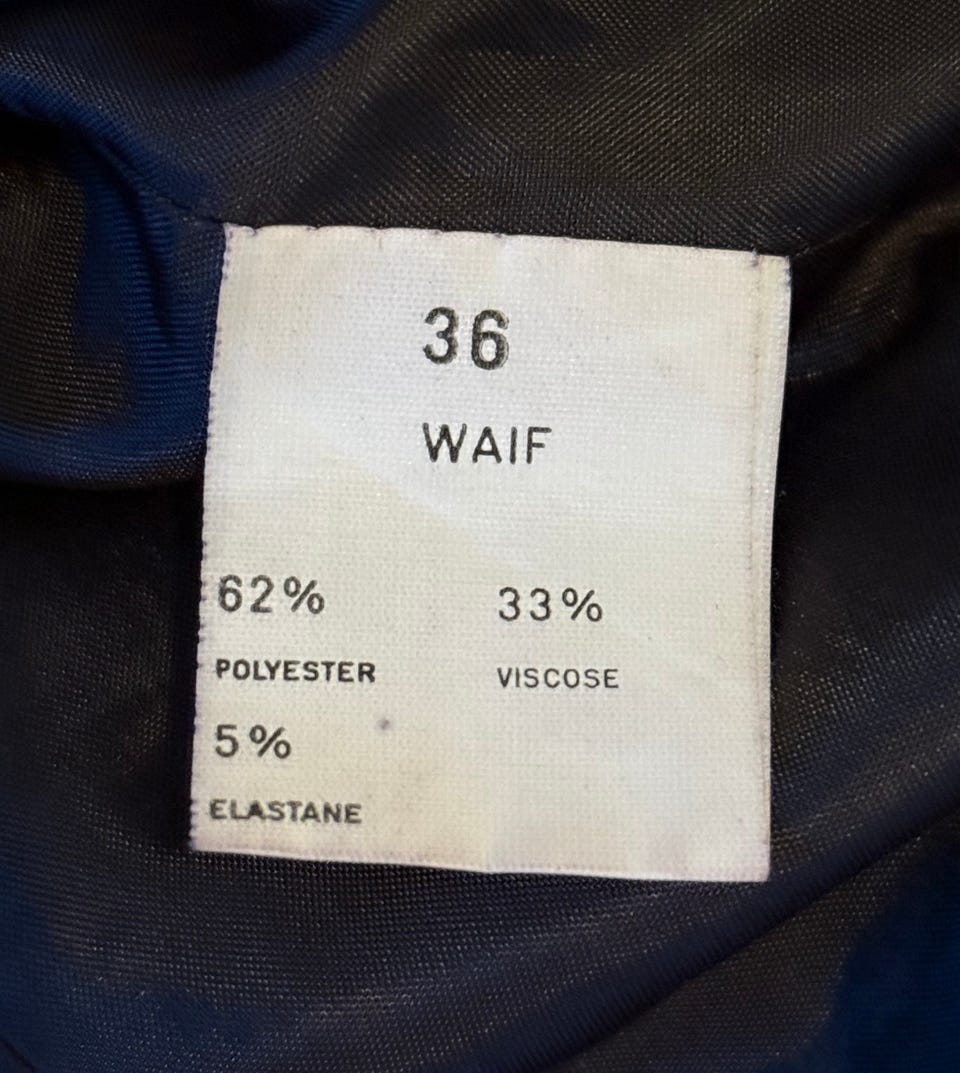 36
WAIF
62% 33%
POLYESTER VISCOSE
5%
ELASTANE